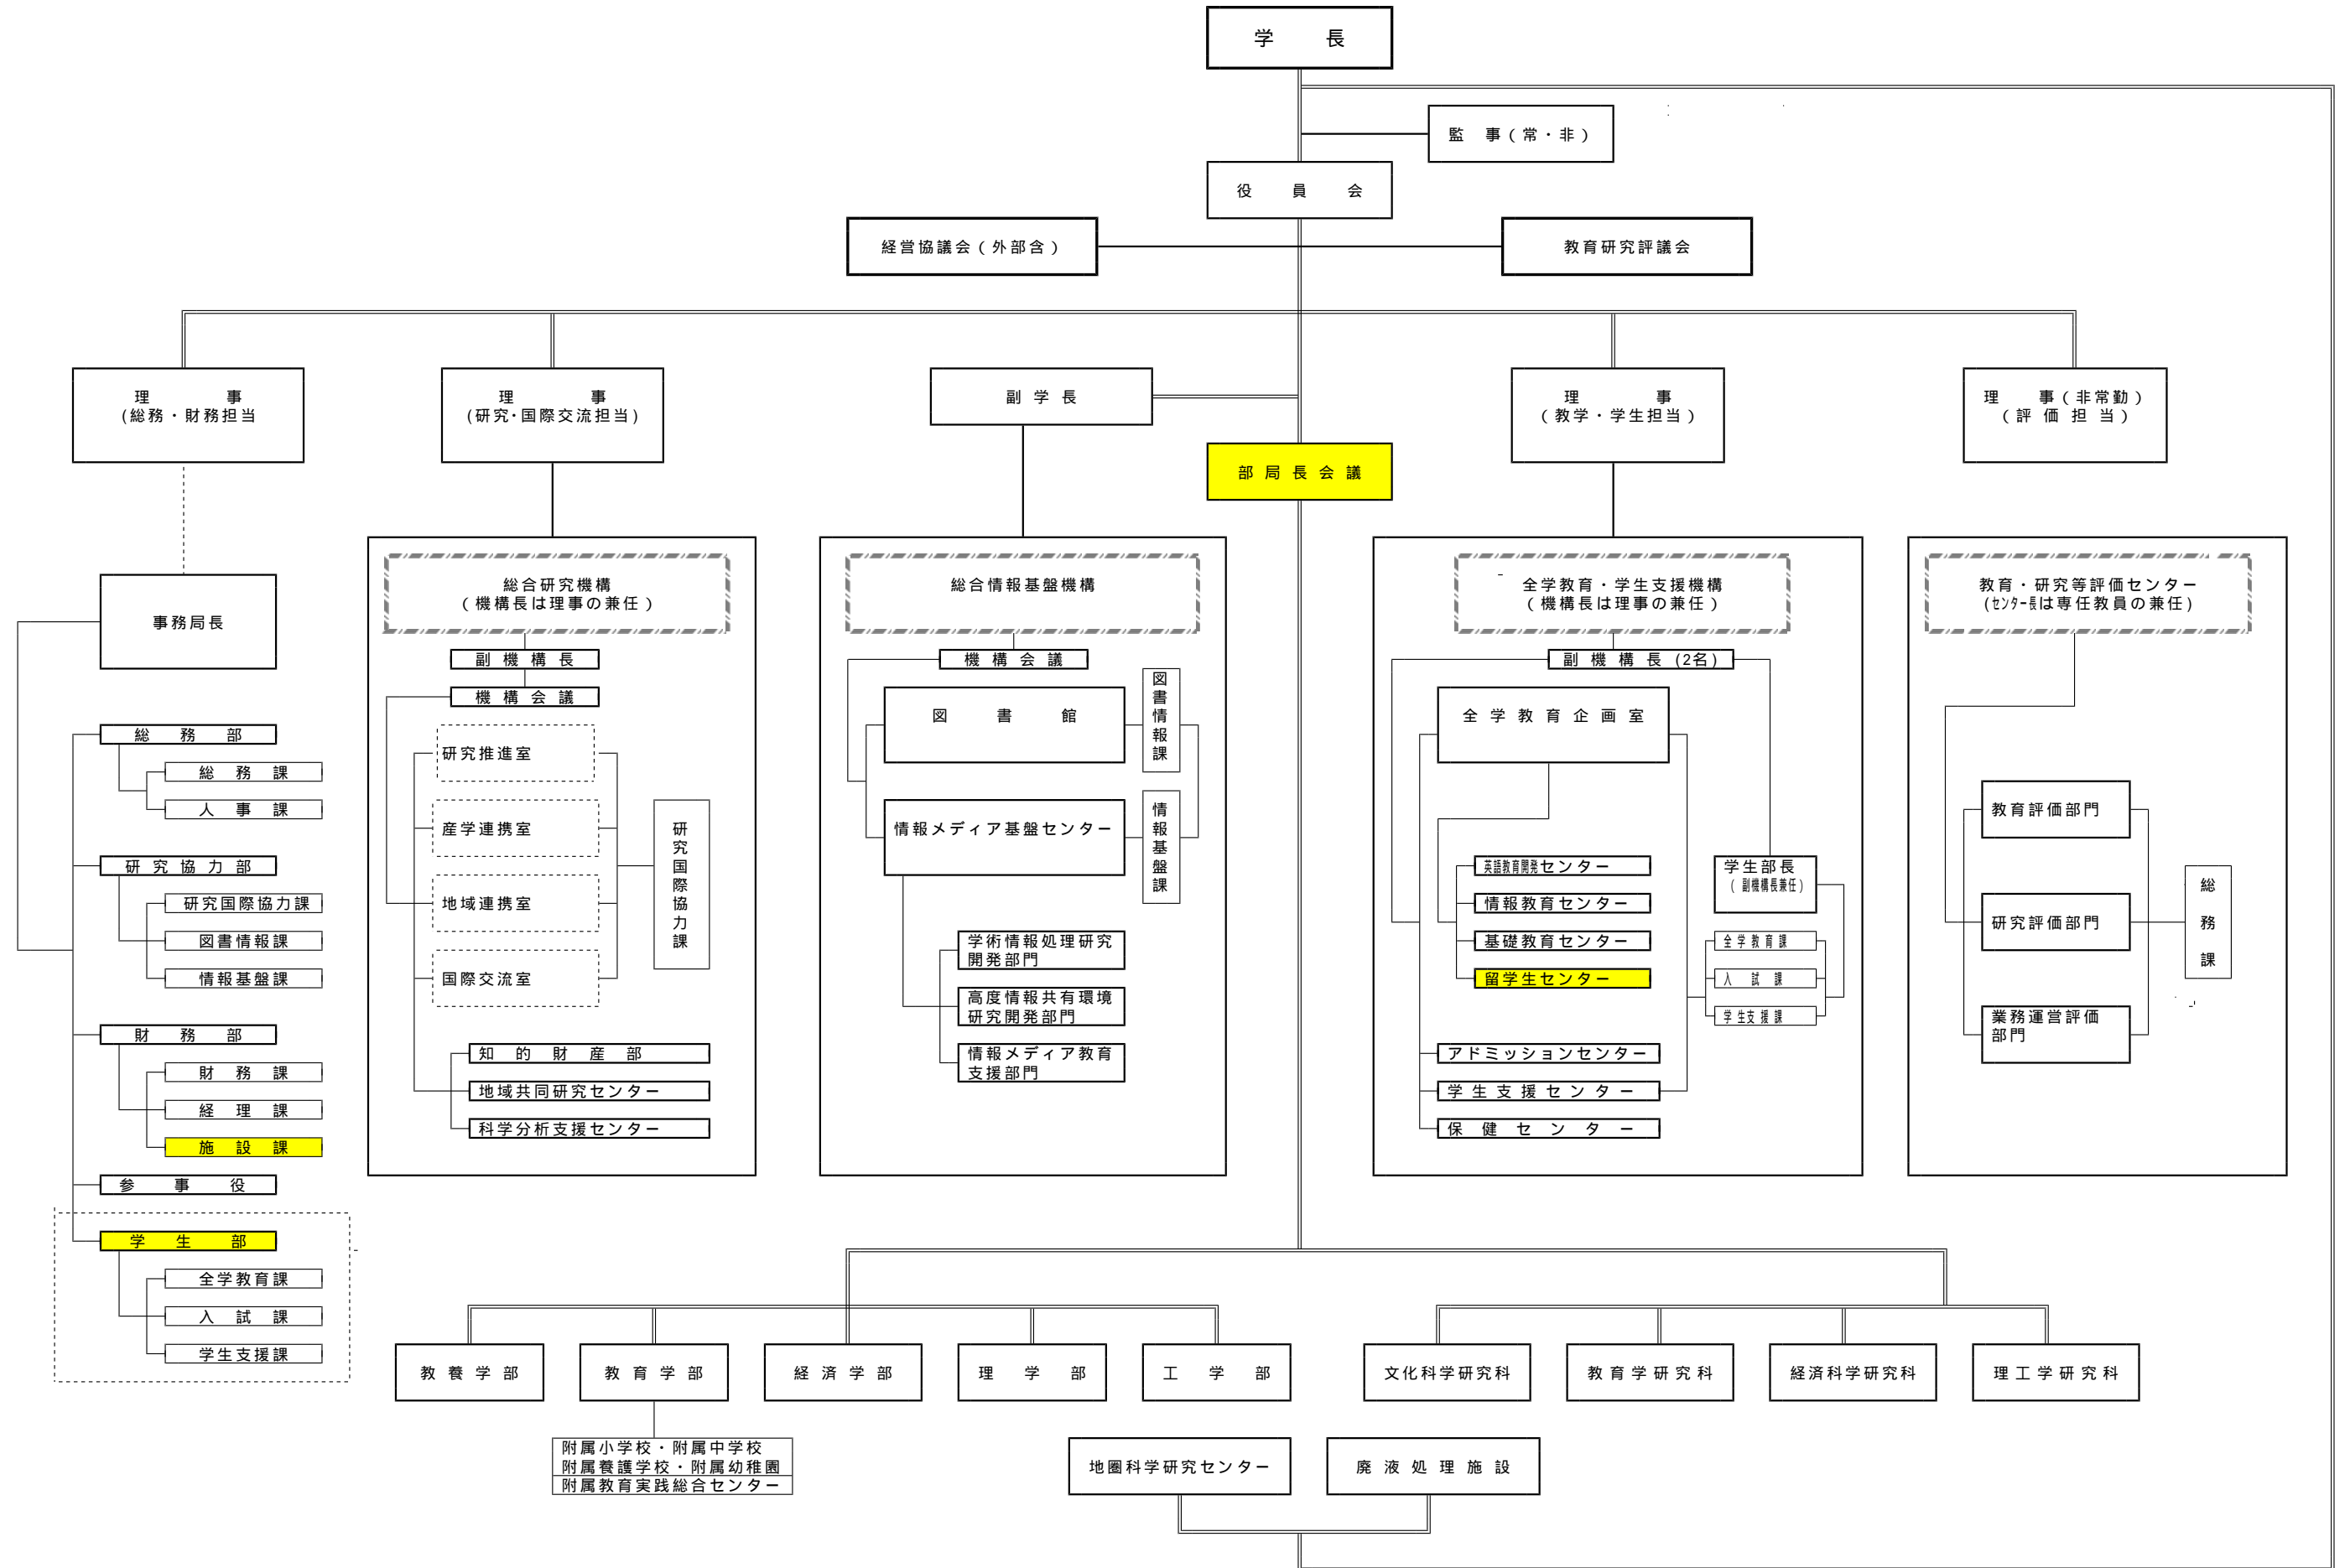 学　長
監　事(常・非)
役　員　会
経営協議会(外部含)
教育研究評議会
理　事
(総務・財務担当
理　事
(研究・国際交流担当)
副学長
理　事
(教学・学生担当)
理　事(非常勤)
(評価担当)
部局長会議
事務局長
総務部
総務課
人事課
研究協力部
研究国際協力課
図書情報課
情報基盤課
財務部
財務課
経理課
施設課
参事役
学生部
全学教育課
入試課
学生支援課
総合研究機構
(機構長は理事の兼任)
副機構長
機構会議
研究推進室
産学連携室
地域連携室
国際交流室
研究国際協力課
知的財産部
地域共同研究センター
科学分析支援センター
総合情報基盤機構
機構会議
図書館
図書情報課
情報メディア基盤センター
情報基盤課
学術情報処理研究
開発部門
高度情報共有環境
研究開発部門
情報メディア教育
支援部門
全学教育・学生支援機構
(機構長は理事の兼任)
副機構長(2名)
全学教育企画室
英語教育開発センター
情報教育センター
基礎教育センター
留学生センター
学生部長
(副機構長兼任)
全学教育課
入試課
学生支援課
アドミッションセンター
学生支援センター
保健センター
教育・研究等評価センター
(センター長は専任教員の兼任)
教育評価部門
研究評価部門
業務運営評価
部門
総務課
教養学部
教育学部
経済学部
理学部
工学部
文化科学研究科
教育学研究科
経済科学研究科
理工学研究科
附属小学校・附属中学校
附属養護学校・附属幼稚園
附属教育実践総合センター
地圏科学研究センター
廃液処理施設